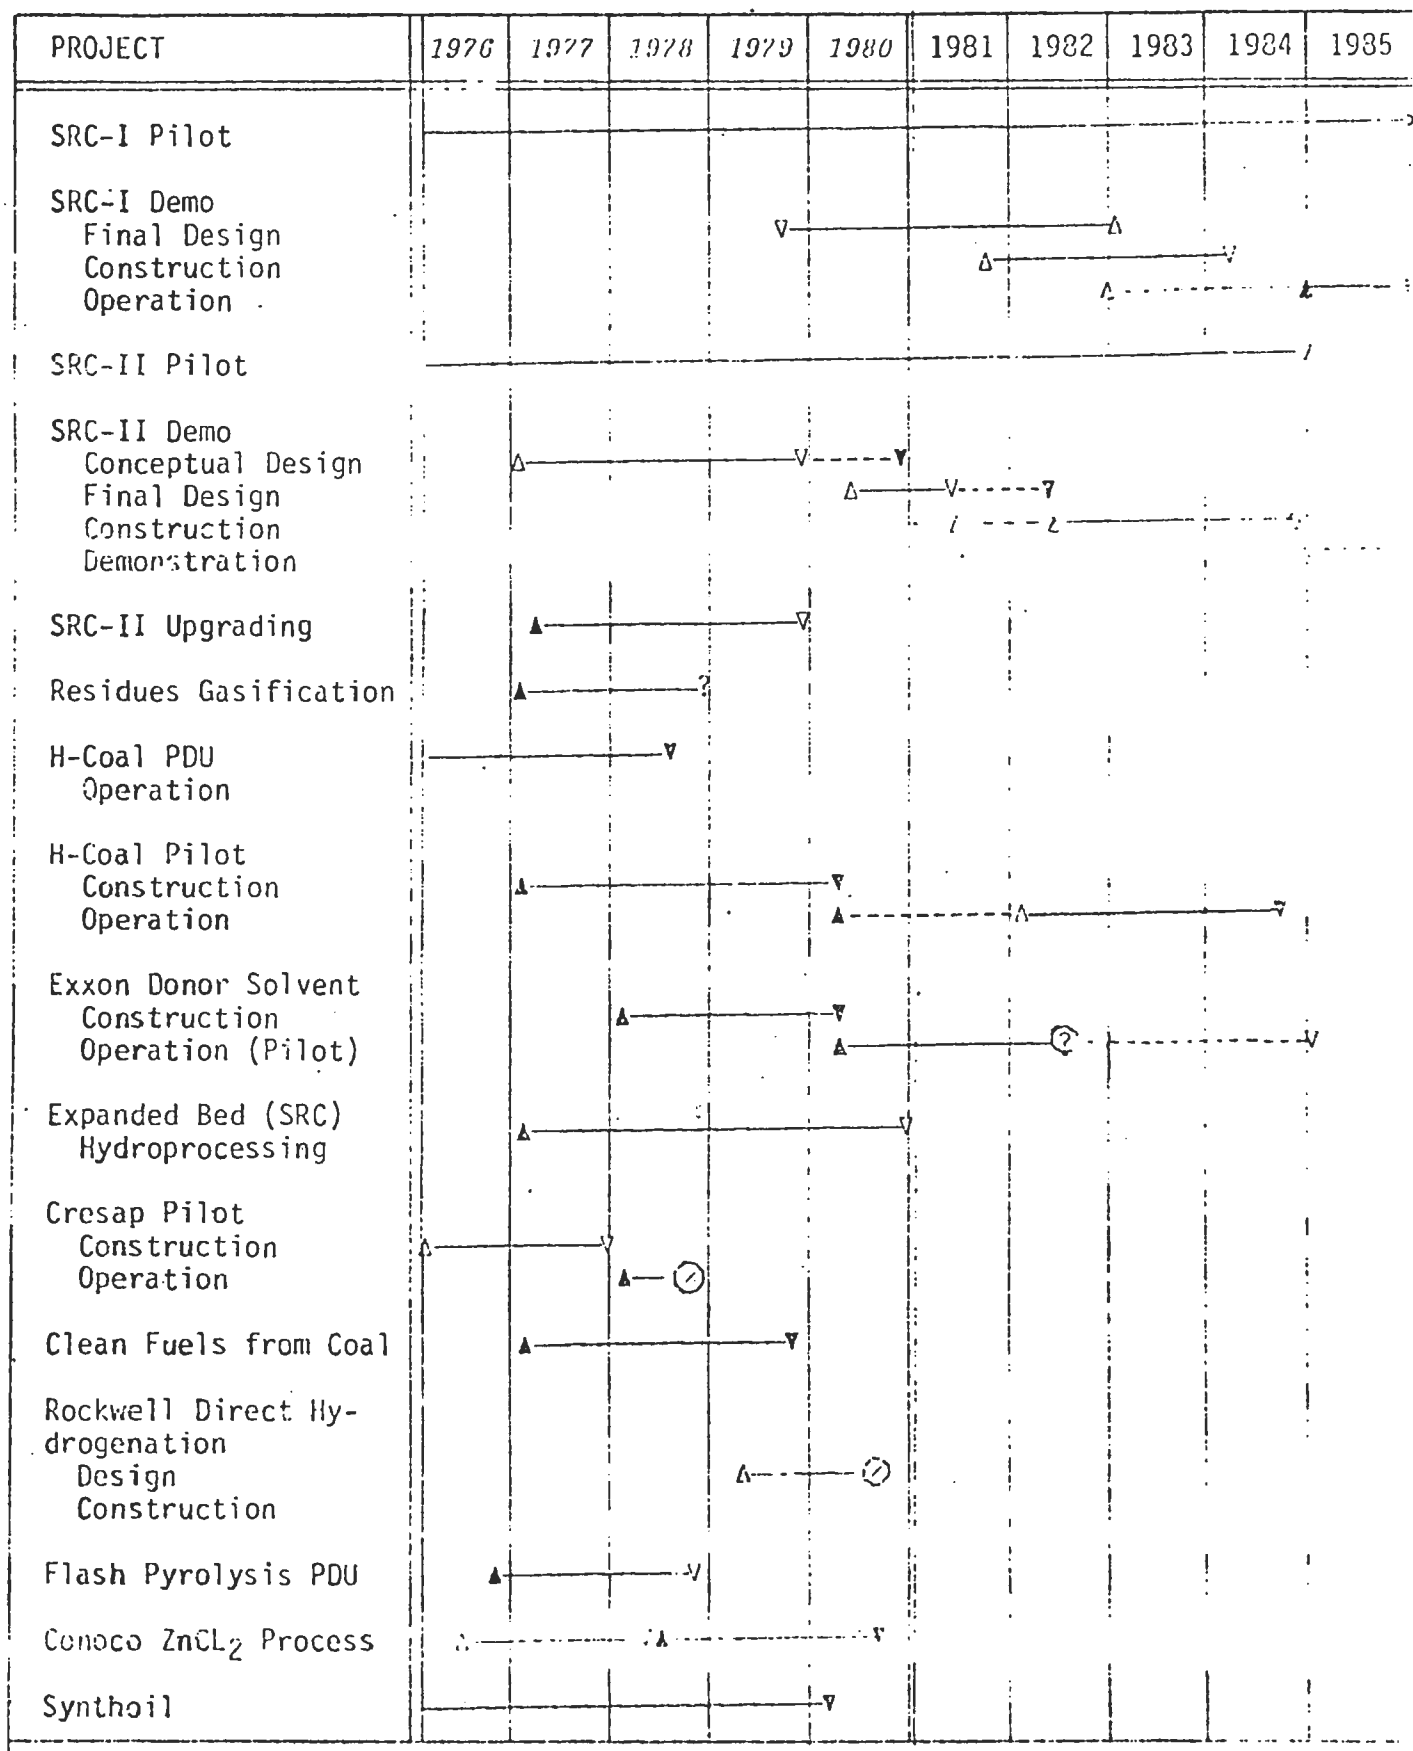 PROJECT 1976 1977 1978 1979 1980 1981 1982 1983 1984 1985
SRC-I Pilot
SRC-I Demo
Final Design
Construction
Operation
SRC-II Pilot
SRC-II Demo
Conceptual Design
Final Design
Construction
Demonstration
SRC-II Upgrading
Residues Gasification ?
H-Coal PDU
Operation
H-Coal Pilot
Construction
Operation
Exxon Donor Solvent
Construction
Operation (Pilot) ?
Expanded Bed (SRC)
Hydroprocessing
Cresap Pilot
Construction
Operation
Clean Fuels from Coal
Rockwell Direct Hy-
drogenation
Design
Construction
Flash Pyrolysis PDU
Conoco ZnCL2 Process
Synthoil